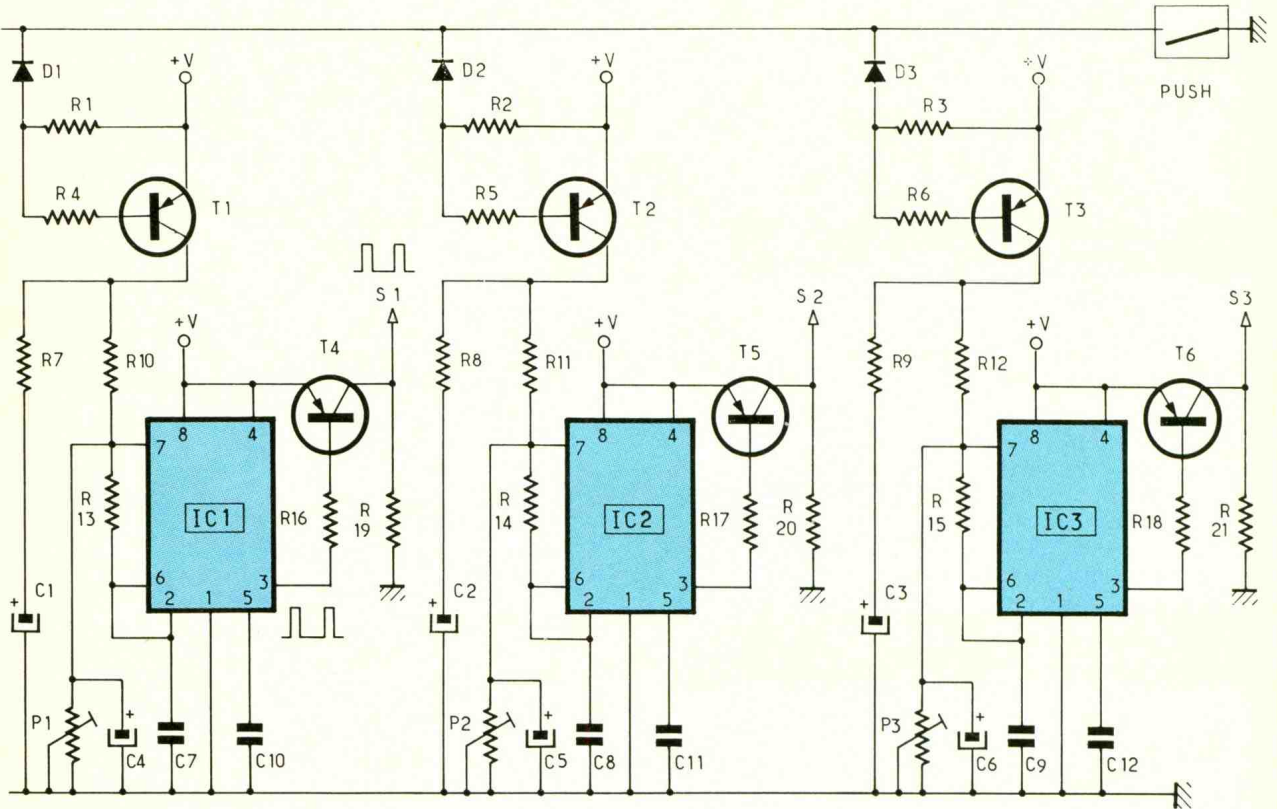 D1
+V
D2
+V
D3
÷V
PUSH
R1
R2
R3
R4
T1
R5
T2
R6
T3
S1
S2
S3
R7
R10
+V
T4
R8
R11
+V
T5
R9
R12
+V
T6
8
4
7
8
4
7
8
4
7
R
13
IC1
R16
R
19
R
14
IC2
R17
R
20
R
15
IC3
R18
R
21
6
3
2
1
5
6
3
2
1
5
6
3
2
1
5
C1
+
C2
+
C3
+
P1
+
C4
C7
C10
P2
+
C5
C8
C11
P3
+
C6
C9
C12